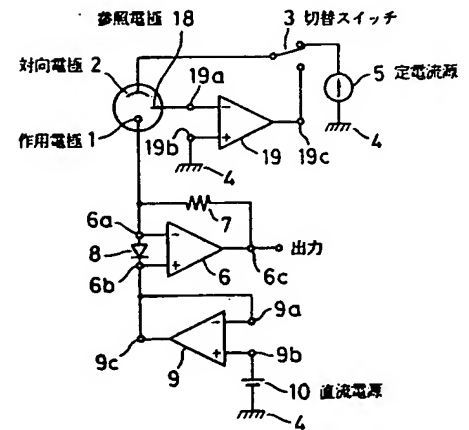 参照電極 18
3 切替スイッチ
対向電極 2
19a
5 定電流源
作用電極 1
19b
4
19
19c
4
7
6a
8
6b
6
6c
出力
9a
9c
9
9b
10 直流電源
4